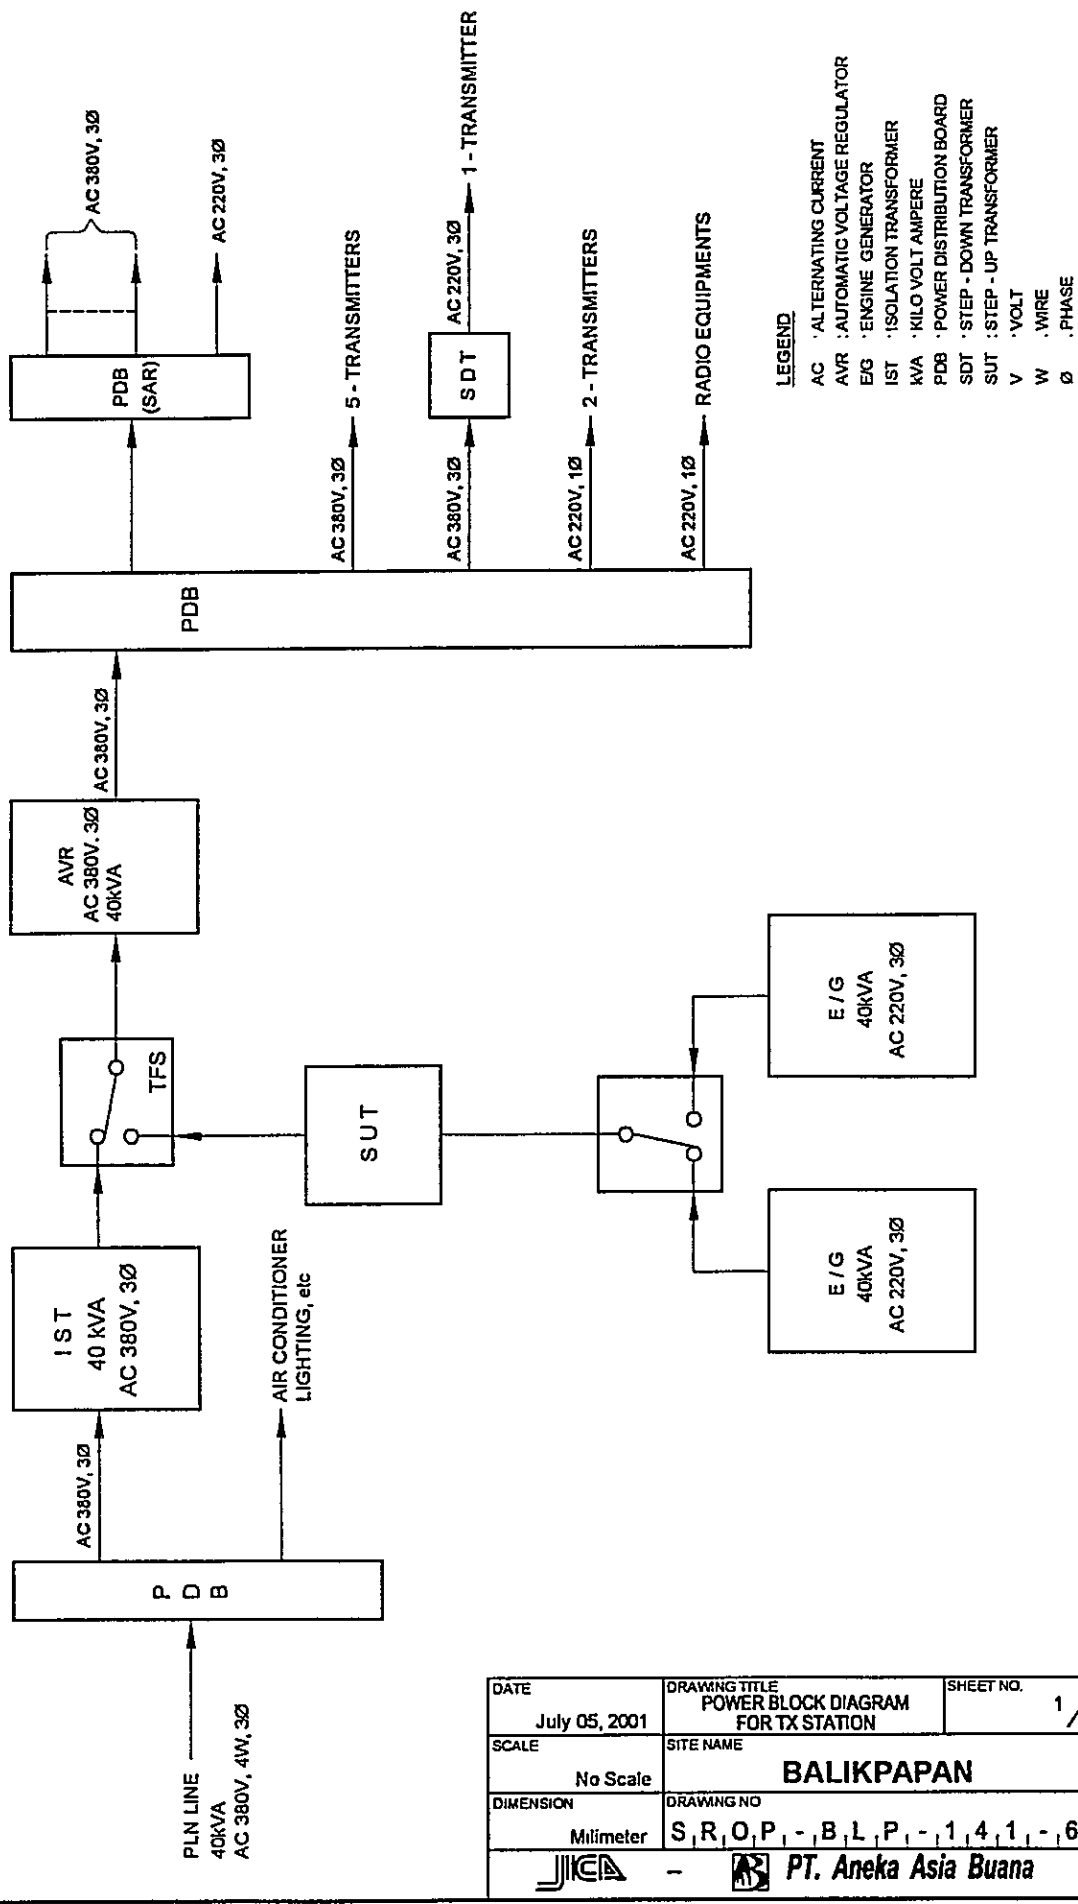 PLN LINE
40kVA
AC 380V, 4W, 3Ø
P D B
AC 380V, 3Ø
AIR CONDITIONER
LIGHTING, etc
I S T
40 kVA
AC 380V, 3Ø
TFS
S U T
E / G
40kVA
AC 220V, 3Ø
E / G
40kVA
AC 220V, 3Ø
AVR
AC 380V. 3Ø
40kVA
AC 380V, 3Ø
PDB
PDB
(SAR)
AC 380V, 3Ø
AC 220V, 3Ø
AC 380V, 3Ø
5 - TRANSMITTERS
AC 380V, 3Ø
S D T
AC 220V, 3Ø
1 - TRANSMITTER
AC 220V, 1Ø
2 - TRANSMITTERS
AC 220V, 1Ø
RADIO EQUIPMENTS
LEGEND
AC : ALTERNATING CURRENT
AVR : AUTOMATIC VOLTAGE REGULATOR
E/G : ENGINE GENERATOR
IST : ISOLATION TRANSFORMER
kVA : KILO VOLT AMPERE
PDB : POWER DISTRIBUTION BOARD
SDT : STEP - DOWN TRANSFORMER
SUT : STEP - UP TRANSFORMER
V : VOLT
W : WIRE
Ø : PHASE
DATE
July 05, 2001
DRAWING TITLE
POWER BLOCK DIAGRAM
FOR TX STATION
SHEET NO.
1/
SCALE
No Scale
SITE NAME
BALIKPAPAN
DIMENSION
Milimeter
DRAWING NO
SROP-BLP-141-6
JICA - PT. Aneka Asia Buana